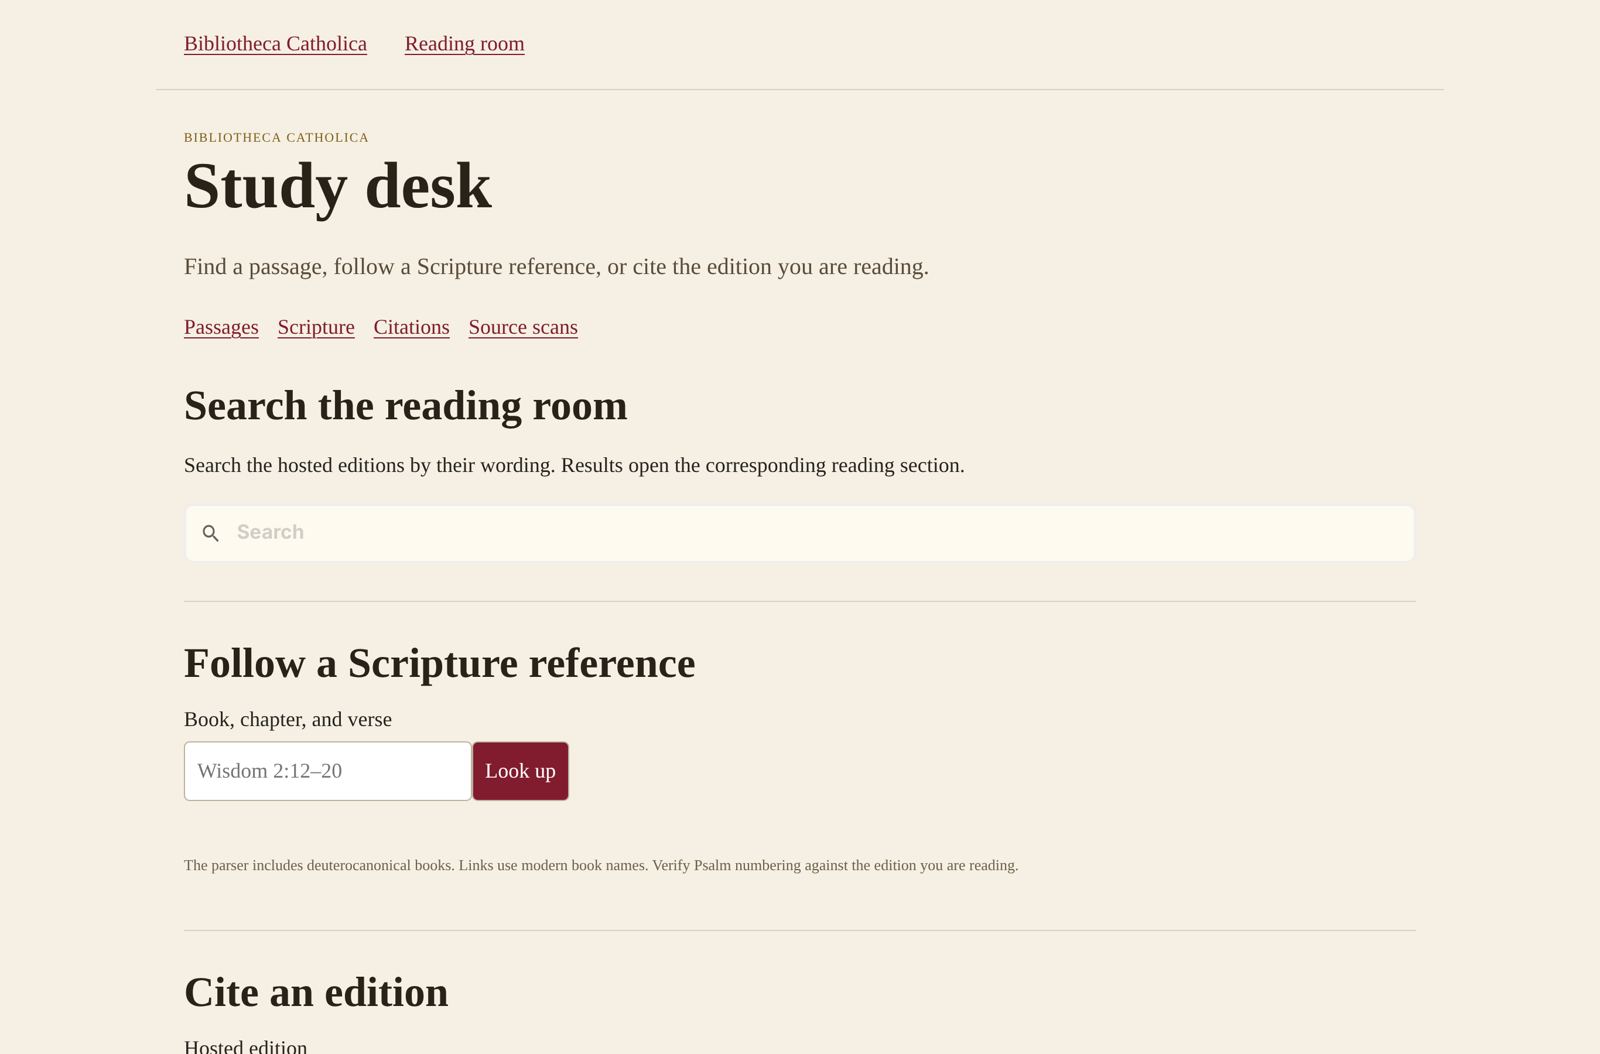 Bibliotheca Catholica Reading room
BIBLIOTHECA CATHOLICA
Study desk
Find a passage, follow a Scripture reference, or cite the edition you are reading.
Passages Scripture Citations Source scans
Search the reading room
Search the hosted editions by their wording. Results open the corresponding reading section.
Search
Follow a Scripture reference
Book, chapter, and verse
Wisdom 2:12–20 Look up
The parser includes deuterocanonical books. Links use modern book names. Verify Psalm numbering against the edition you are reading.
Cite an edition
Hosted edition